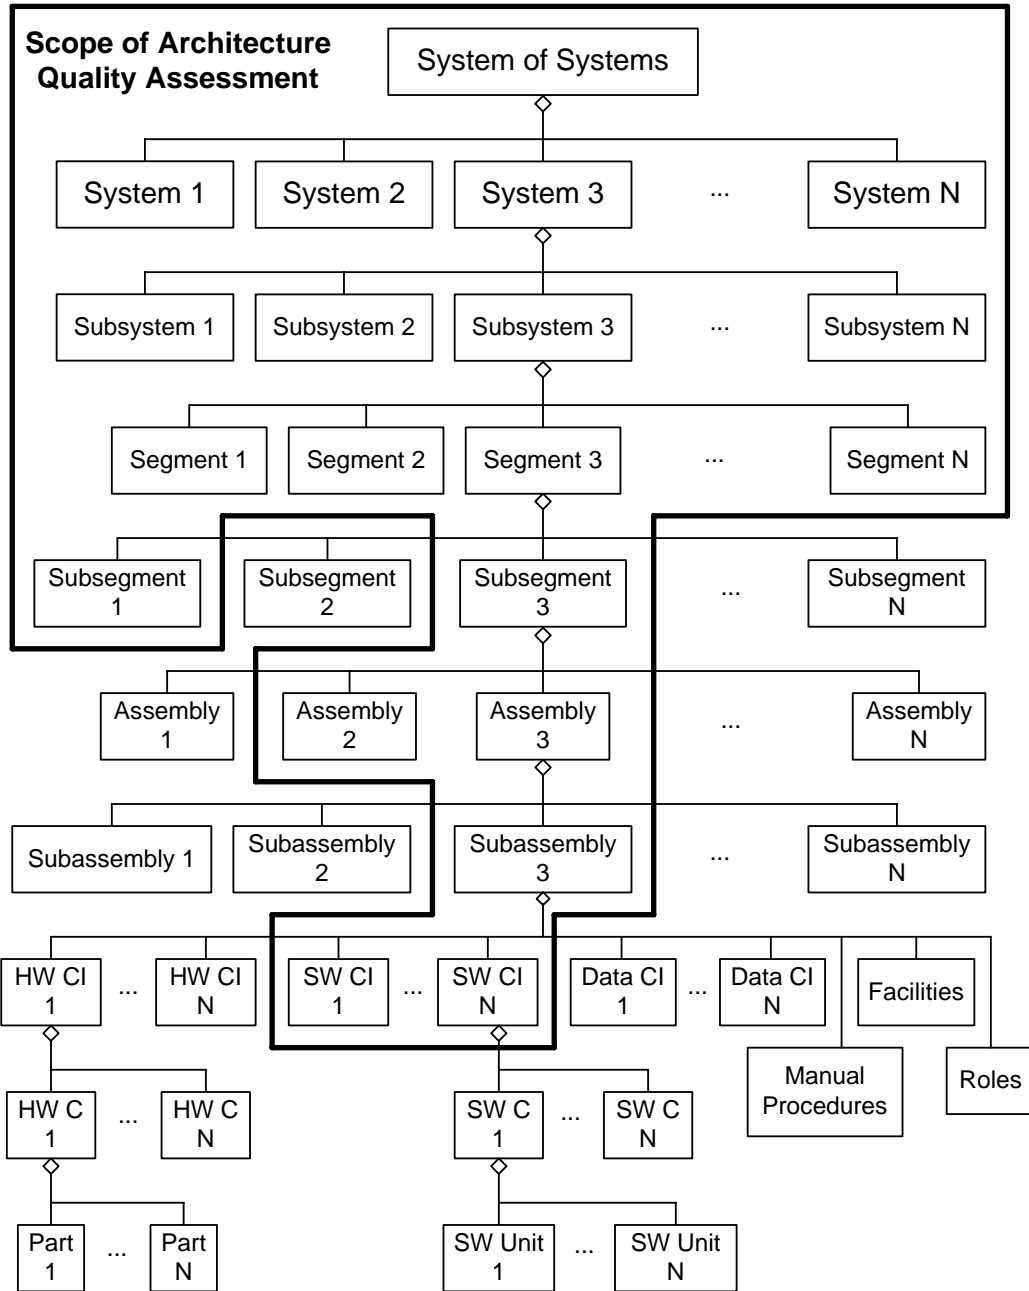 Scope of Architecture
Quality Assessment
System of Systems
System 1
System 2
System 3
...
System N
Subsystem 1
Subsystem 2
Subsystem 3
...
Subsystem N
Segment 1
Segment 2
Segment 3
...
Segment N
Subsegment
1
Subsegment
2
Subsegment
3
...
Subsegment
N
Assembly
1
Assembly
2
Assembly
3
...
Assembly
N
Subassembly 1
Subassembly
2
Subassembly
3
...
Subassembly
N
HW CI
1
...
HW CI
N
SW CI
1
...
SW CI
N
Data CI
1
...
Data CI
N
Facilities
Manual
Procedures
Roles
HW C
1
...
HW C
N
SW C
1
...
SW C
N
Part
1
...
Part
N
SW Unit
1
...
SW Unit
N